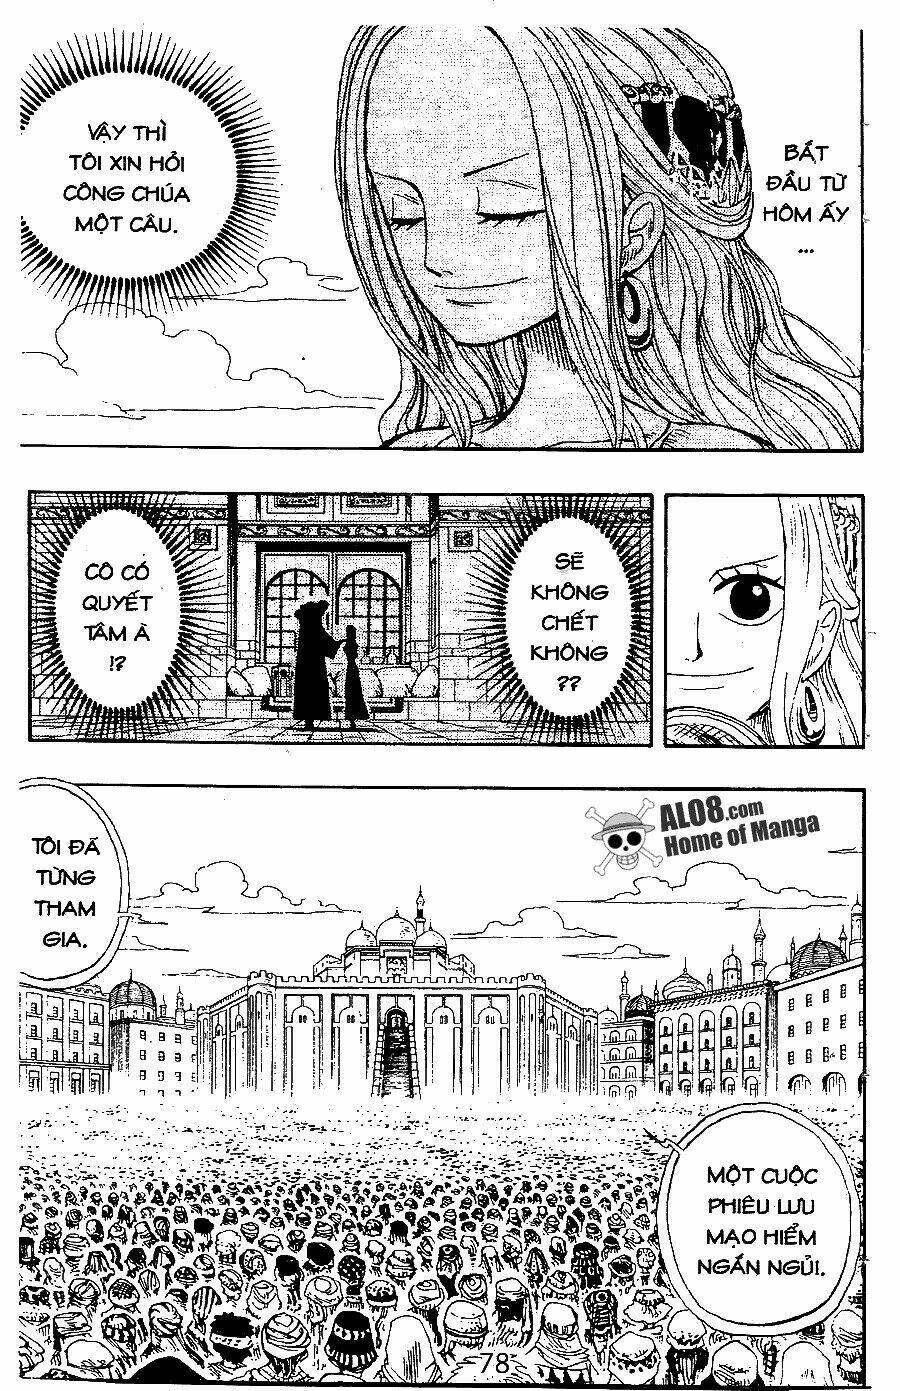 BẮT
ĐẦU TỪ
HÔM ẤY
...
VẬY THÌ
TÔI XIN HỎI
CÔNG CHÚA
MỘT CÂU.
SẼ
KHÔNG
CHẾT
KHÔNG
??
CÔ CÓ
QUYẾT
TÂM À
!?
ALO8.com
Home of Manga
TÔI ĐÃ
TỪNG
THAM
GIA.
MỘT CUỘC
PHIÊU LƯU
MẠO HIỂM
NGẮN NGỦI.
78